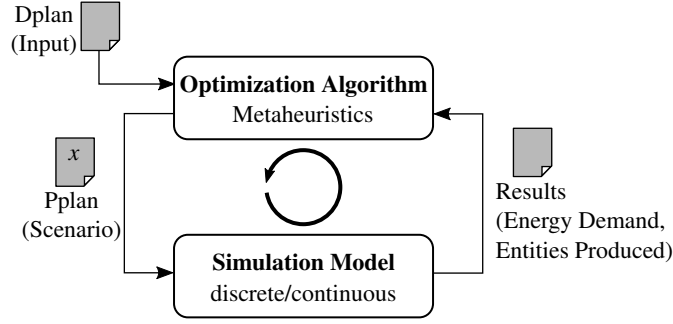 Dplan
(Input)
Optimization Algorithm
Metaheuristics
x
Pplan
(Scenario)
Results
(Energy Demand,
Entities Produced)
Simulation Model
discrete/continuous